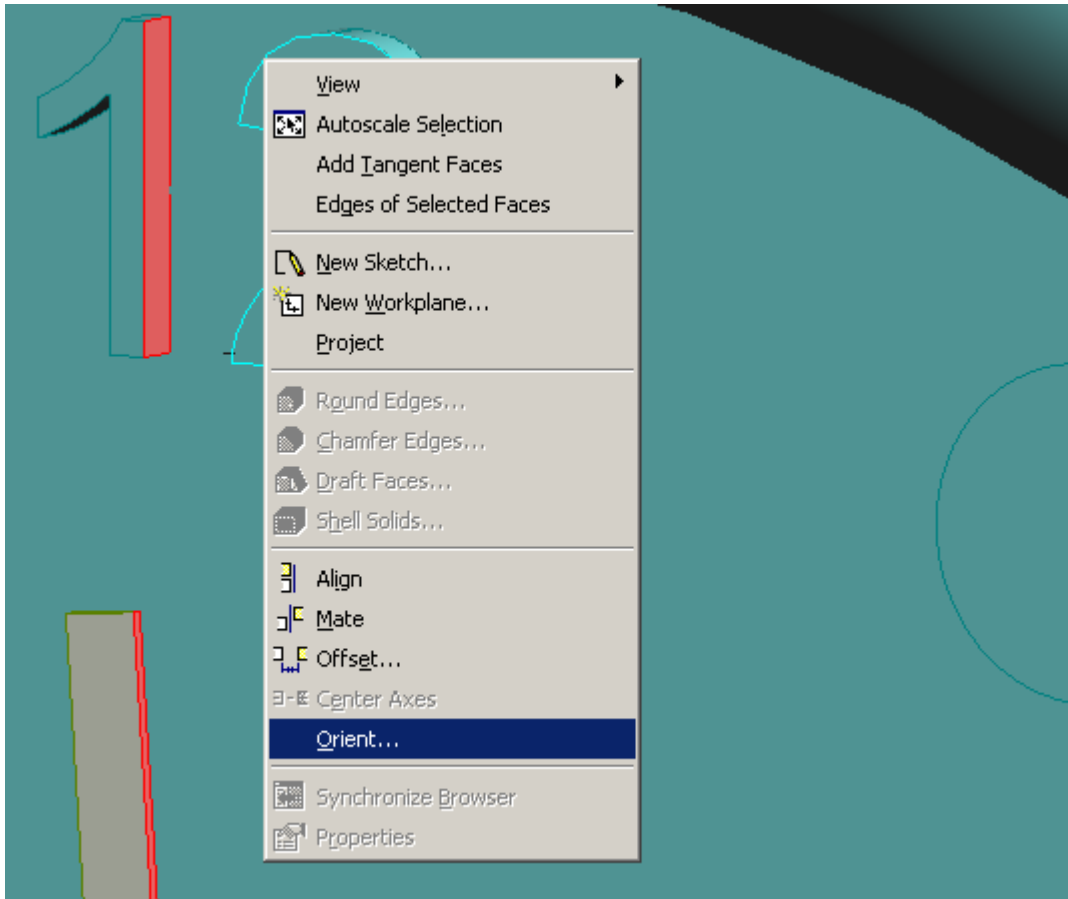 1
View
Autoscale Selection
Add Tangent Faces
Edges of Selected Faces
New Sketch...
New Workplane...
Project
Round Edges...
Chamfer Edges...
Draft Faces...
Shell Solids...
Align
Mate
Offset...
Center Axes
Orient...
Synchronize Browser
Properties